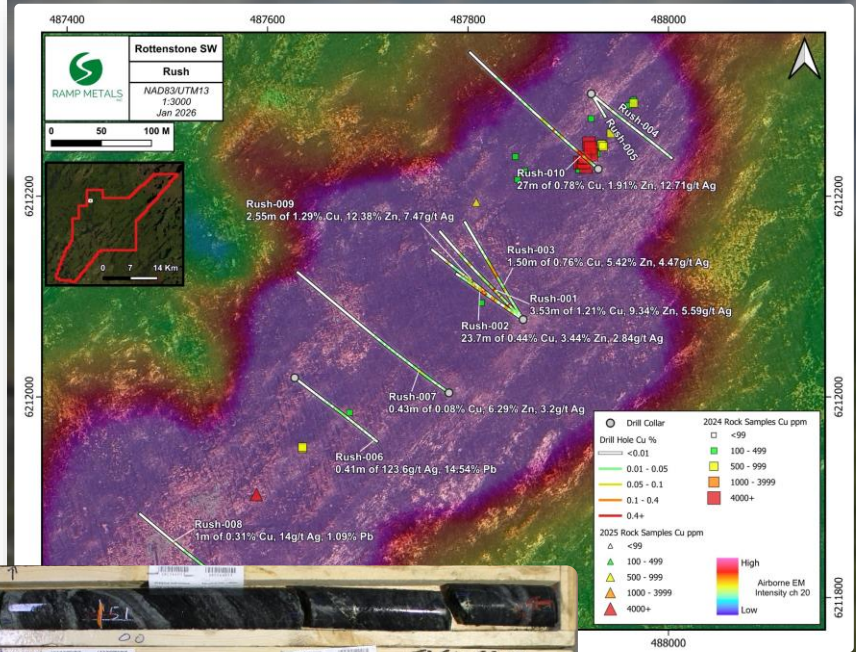 487400
487600
487800
488000
RAMP METALS
Rottenstone SW
Rush
NAD83/UTM13
1:3000
Jan 2026
0 50 100 M
0 7 14 Km
6212200
6212000
6211800
6212200
6212000
6211800
Rush-004
Rush-005
Rush-010
27m of 0.78% Cu, 1.91% Zn, 12.71g/t Ag
Rush-009
2.55m of 1.29% Cu, 12.38% Zn, 7.47g/t Ag
Rush-003
1.50m of 0.76% Cu, 5.42% Zn, 4.47g/t Ag
Rush-001
3.53m of 1.21% Cu, 9.34% Zn, 5.59g/t Ag
Rush-002
23.7m of 0.44% Cu, 3.44% Zn, 2.84g/t Ag
Rush-007
0.43m of 0.08% Cu, 6.29% Zn, 3.2g/t Ag
Rush-006
0.41m of 123.6g/t Ag, 14.54% Pb
Rush-008
1m of 0.31% Cu, 14g/t Ag, 1.09% Pb
Drill Collar
Drill Hole Cu %
<0.01
0.01 - 0.05
0.05 - 0.1
0.1 - 0.4
0.4+
2024 Rock Samples Cu ppm
<99
100 - 499
500 - 999
1000 - 3999
4000+
2025 Rock Samples Cu ppm
<99
100 - 499
500 - 999
1000 - 3999
4000+
High
Airborne EM
Intensity ch 20
Low
151
488000